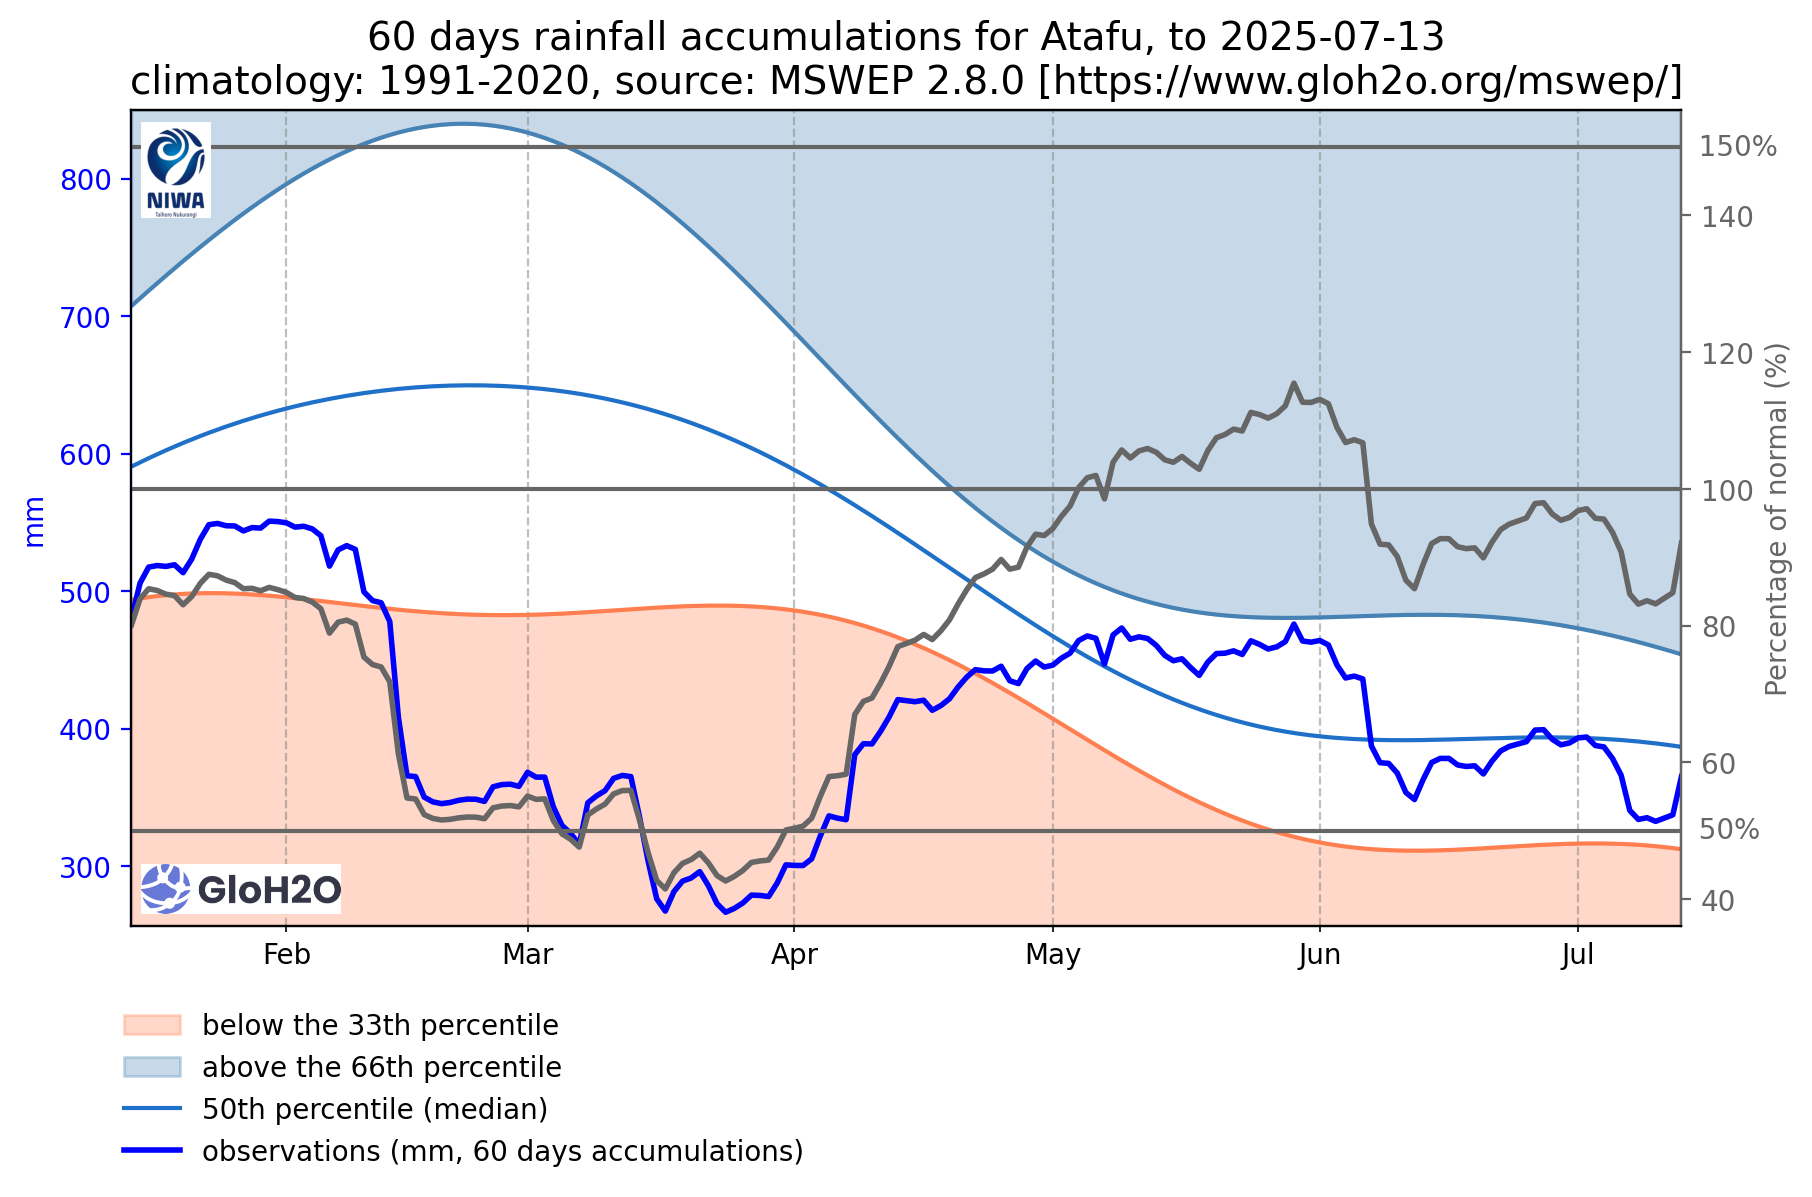 60 days rainfall accumulations for Atafu, to 2025-07-13
climatology: 1991-2020, source: MSWEP 2.8.0 [https://www.gloh2o.org/mswep/]
NIWA
Taihoro Nukurangi
800
700
600
500
400
300
mm
150%
140
120
100
80
60
50%
40
Percentage of normal (%)
GloH2O
Feb Mar Apr May Jun Jul
below the 33th percentile
above the 66th percentile
50th percentile (median)
observations (mm, 60 days accumulations)